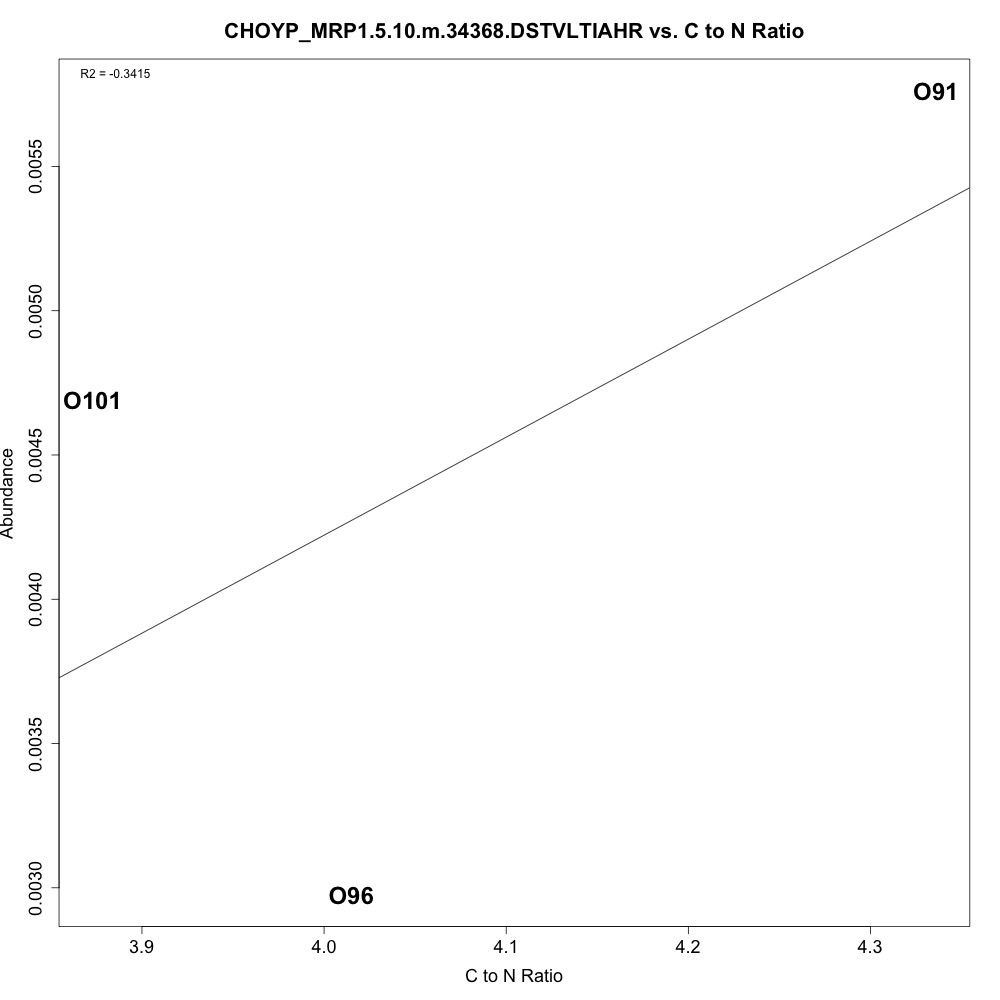 CHOYP_MRP1.5.10.m.34368.DSTVLTIAHR vs. C to N Ratio
R2 = -0.3415
O91
0.0055
0.0050
O101
0.0045
Abundance
0.0040
0.0035
0.0030
O96
3.9 4.0 4.1 4.2 4.3
C to N Ratio